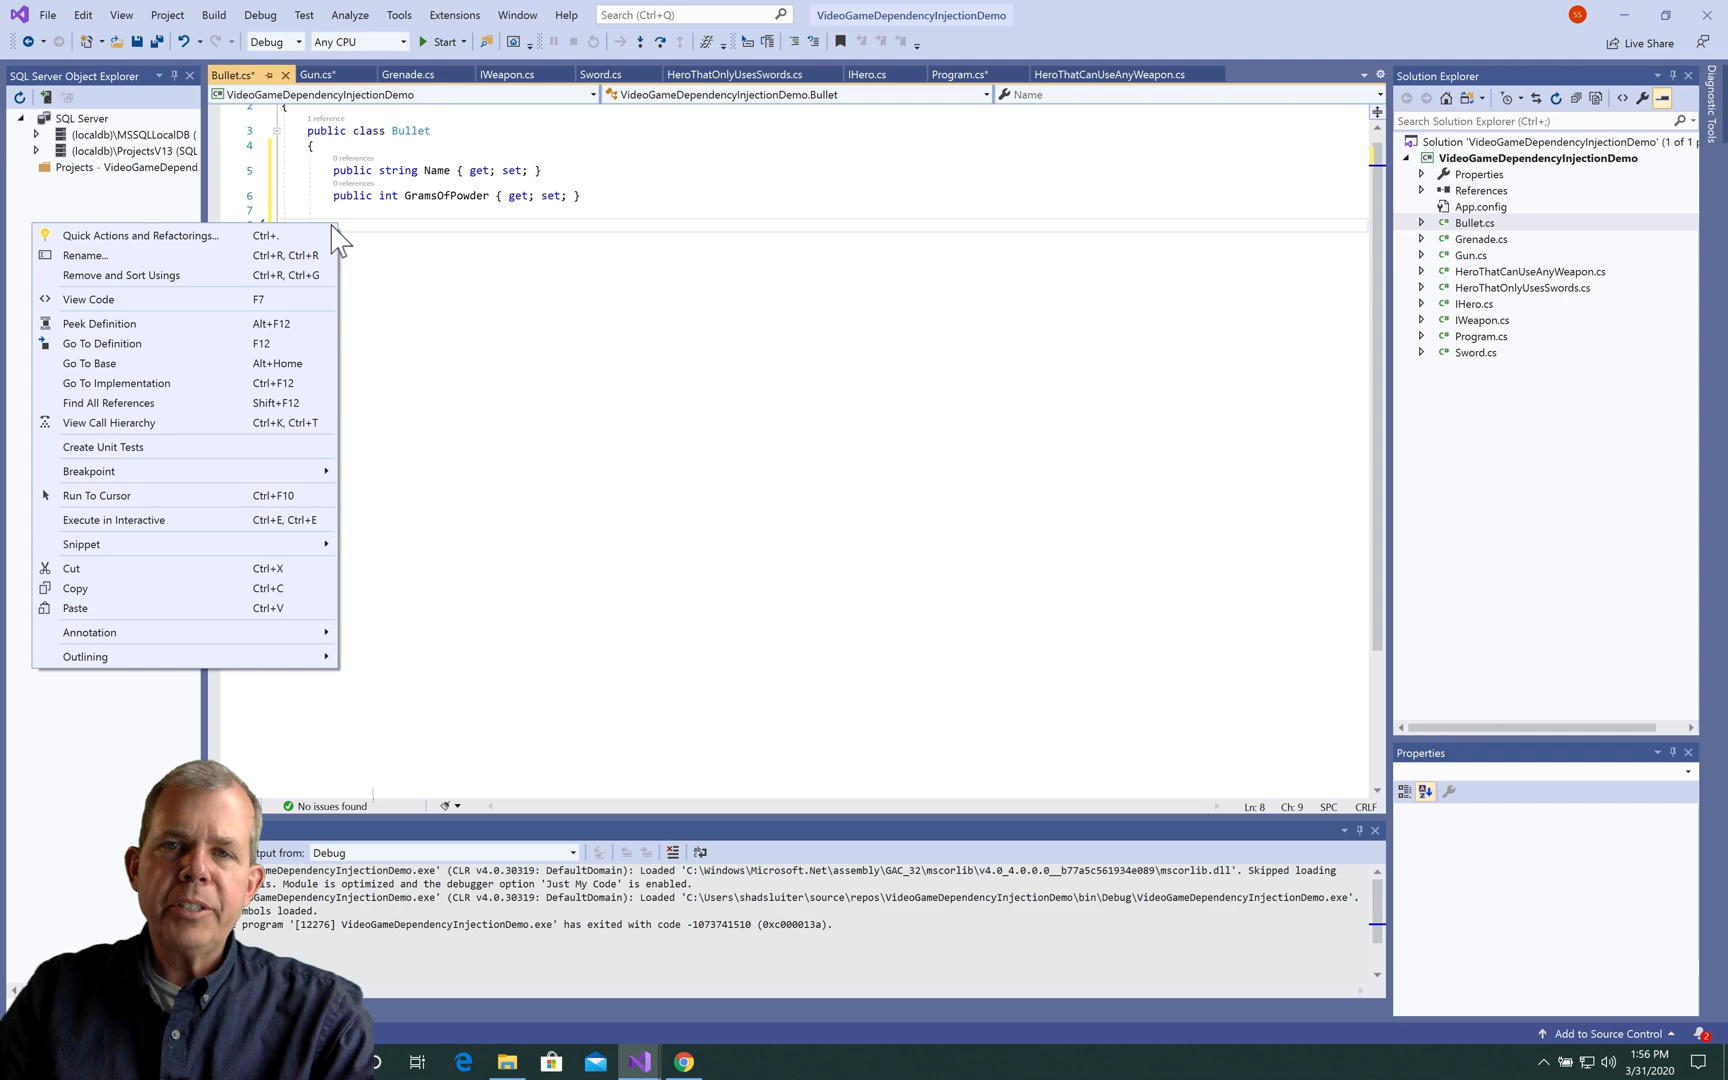 File Edit View Project Build Debug Test Analyze Tools Extensions Window Help Search (Ctrl+Q) VideoGameDependencyInjectionDemo SS
Debug Any CPU Start Live Share
SQL Server Object Explorer
SQL Server
(localdb)\MSSQLLocalDB (
(localdb)\ProjectsV13 (SQL
Projects - VideoGameDepend
Bullet.cs* Gun.cs* Grenade.cs IWeapon.cs Sword.cs HeroThatOnlyUsesSwords.cs IHero.cs Program.cs* HeroThatCanUseAnyWeapon.cs
VideoGameDependencyInjectionDemo VideoGameDependencyInjectionDemo.Bullet Name
2 {
1 reference
3 public class Bullet
4 {
0 references
5 public string Name { get; set; }
0 references
6 public int GramsOfPowder { get; set; }
7
Quick Actions and Refactorings... Ctrl+.
Rename... Ctrl+R, Ctrl+R
Remove and Sort Usings Ctrl+R, Ctrl+G
View Code F7
Peek Definition Alt+F12
Go To Definition F12
Go To Base Alt+Home
Go To Implementation Ctrl+F12
Find All References Shift+F12
View Call Hierarchy Ctrl+K, Ctrl+T
Create Unit Tests
Breakpoint
Run To Cursor Ctrl+F10
Execute in Interactive Ctrl+E, Ctrl+E
Snippet
Cut Ctrl+X
Copy Ctrl+C
Paste Ctrl+V
Annotation
Outlining
No issues found Ln: 8 Ch: 9 SPC CRLF
tput from: Debug
eGameDependencyInjectionDemo.exe' (CLR v4.0.30319: DefaultDomain): Loaded 'C:\Windows\Microsoft.Net\assembly\GAC_32\mscorlib\v4.0_4.0.0.0__b77a5c561934e089\mscorlib.dll'. Skipped loading
ls. Module is optimized and the debugger option 'Just My Code' is enabled.
eoGameDependencyInjectionDemo.exe' (CLR v4.0.30319: DefaultDomain): Loaded 'C:\Users\shadsluiter\source\repos\VideoGameDependencyInjectionDemo\bin\Debug\VideoGameDependencyInjectionDemo.exe'.
mbols loaded.
program '[12276] VideoGameDependencyInjectionDemo.exe' has exited with code -1073741510 (0xc000013a).
Solution Explorer
Search Solution Explorer (Ctrl+;)
Solution 'VideoGameDependencyInjectionDemo' (1 of 1 p
VideoGameDependencyInjectionDemo
Properties
References
App.config
Bullet.cs
Grenade.cs
Gun.cs
HeroThatCanUseAnyWeapon.cs
HeroThatOnlyUsesSwords.cs
IHero.cs
IWeapon.cs
Program.cs
Sword.cs
Properties
Diagnostic Tools
Add to Source Control 2
1:56 PM
3/31/2020